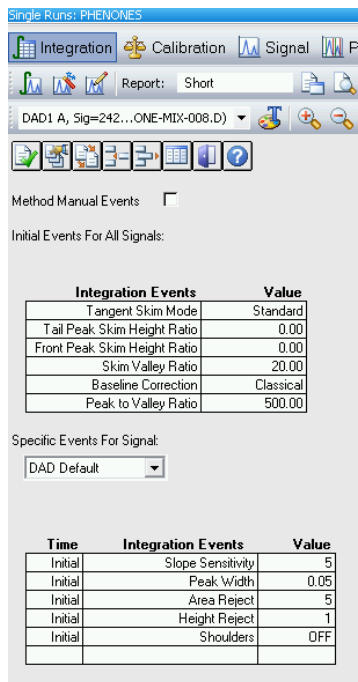 Single Runs: PHENONES
Integration Calibration Signal P
Report: Short
DAD1 A, Sig=242...ONE-MIX-008.D)
Method Manual Events
Initial Events For All Signals:
Integration Events Value
Tangent Skim Mode Standard
Tail Peak Skim Height Ratio 0.00
Front Peak Skim Height Ratio 0.00
Skim Valley Ratio 20.00
Baseline Correction Classical
Peak to Valley Ratio 500.00
Specific Events For Signal:
DAD Default
Time Integration Events Value
Initial Slope Sensitivity 5
Initial Peak Width 0.05
Initial Area Reject 5
Initial Height Reject 1
Initial Shoulders OFF